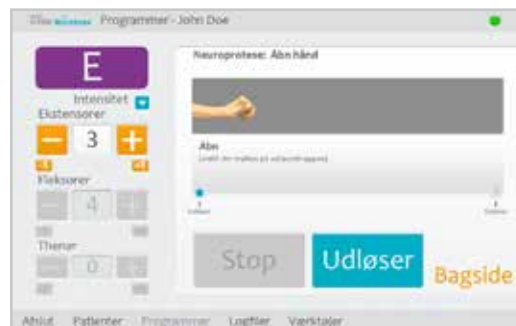 Programmer - John Doe
E
Intensitet
Ekstensorer
3
Fleksorer
4
Thenar
0
Neuroprotese: Åbn hånd
Åbn
Stop
Udløser
Bagside
Afslut Patienter Programmer Logfiler Værktøjer